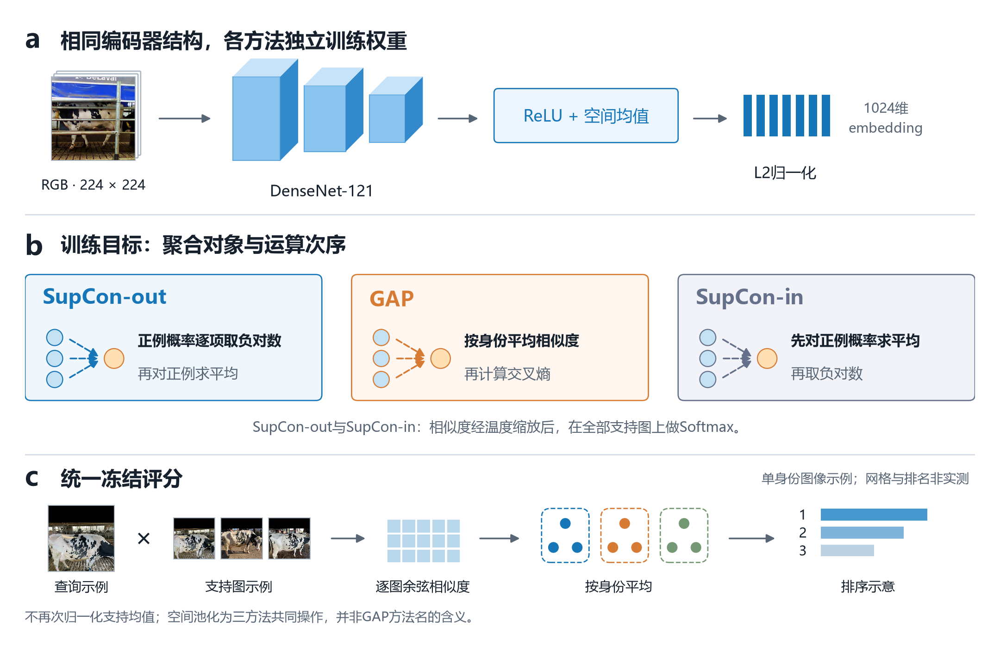 a 相同编码器结构，各方法独立训练权重
DeLaval
RGB · 224 × 224
DenseNet-121
ReLU + 空间均值
1024维
embedding
L2归一化
b 训练目标：聚合对象与运算次序
SupCon-out
正例概率逐项取负对数
再对正例求平均
GAP
按身份平均相似度
再计算交叉熵
SupCon-in
先对正例概率求平均
再取负对数
SupCon-out与SupCon-in：相似度经温度缩放后，在全部支持图上做Softmax。
c 统一冻结评分
单身份图像示例；网格与排名非实测
×
1
2
3
查询示例
支持图示例
逐图余弦相似度
按身份平均
排序示意
不再次归一化支持均值；空间池化为三方法共同操作，并非GAP方法名的含义。